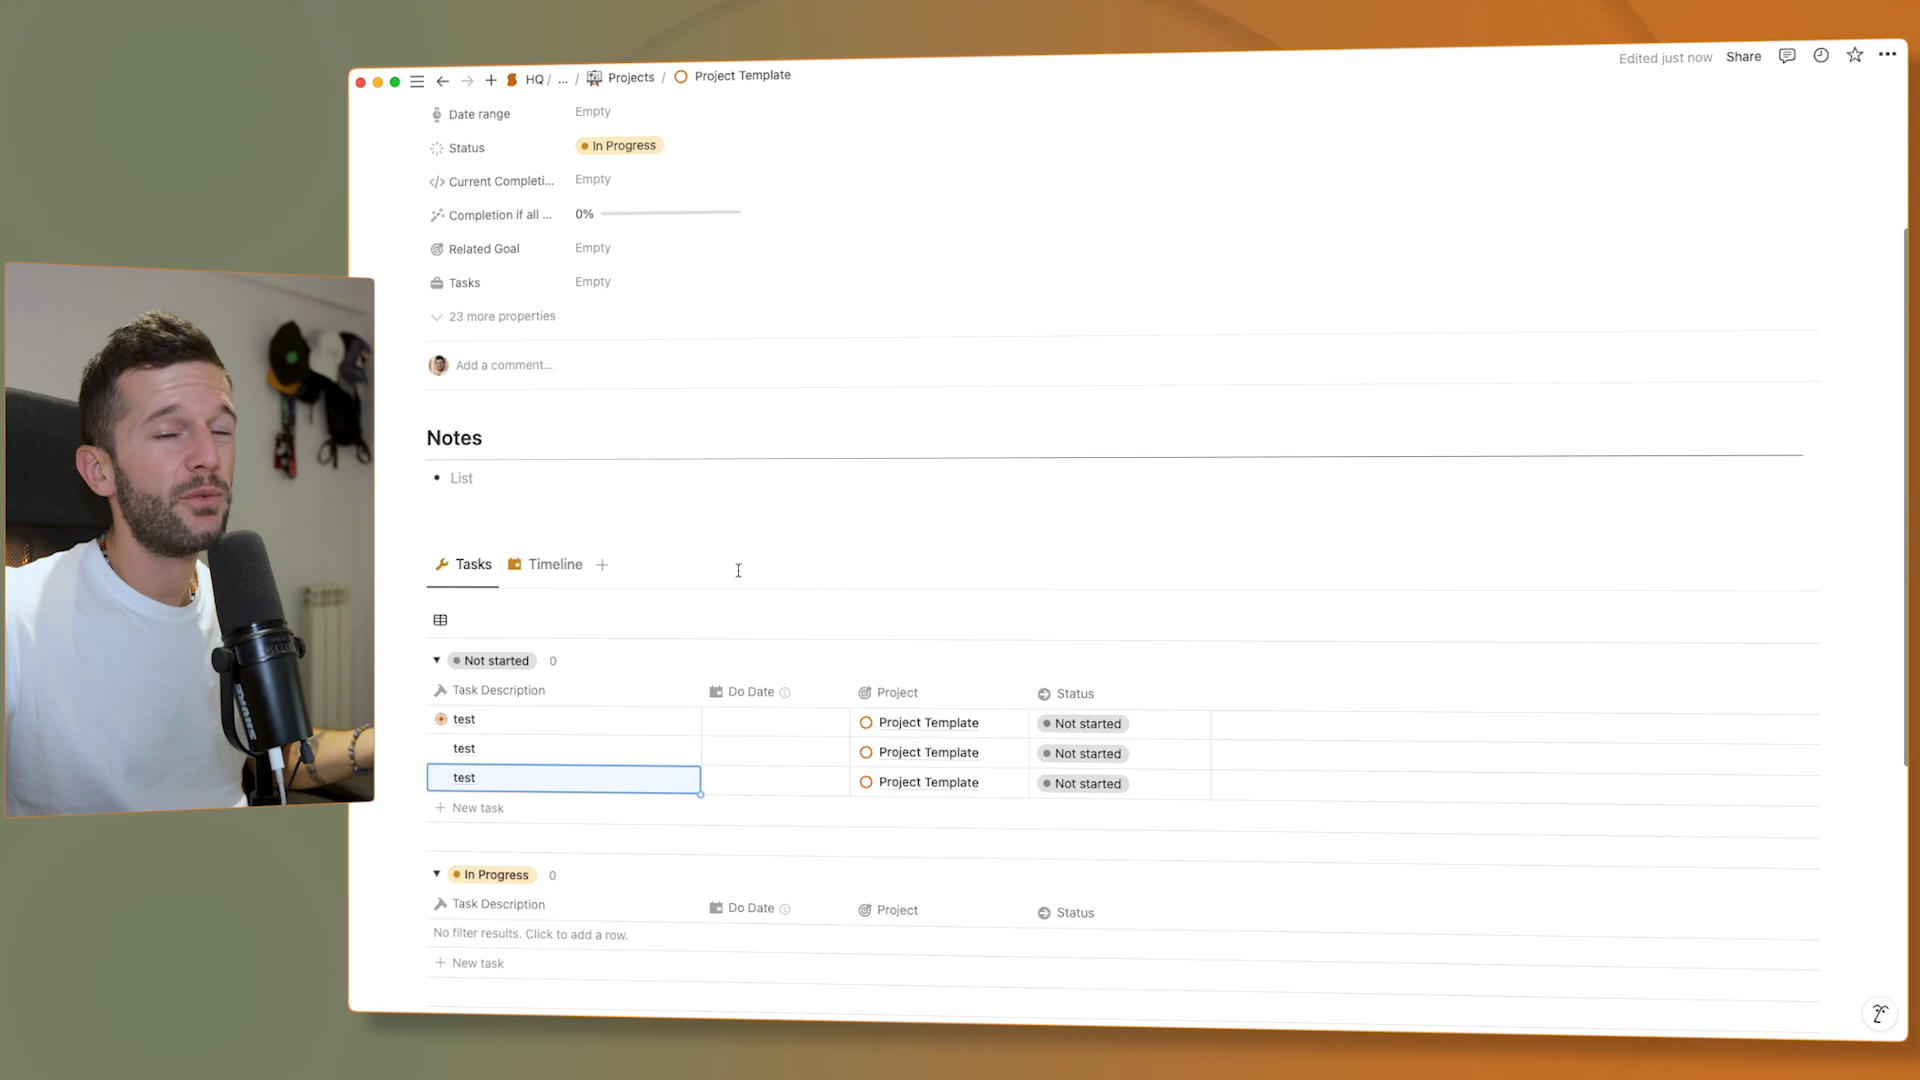 HQ / ... / Projects / Project Template
Edited just now Share
Date range Empty
Status In Progress
Current Completi... Empty
Completion if all ... 0%
Related Goal Empty
Tasks Empty
23 more properties
Add a comment...
Notes
• List
Tasks Timeline
Not started 0
Task Description Do Date Project Status
test Project Template Not started
test Project Template Not started
test Project Template Not started
+ New task
In Progress 0
Task Description Do Date Project Status
No filter results. Click to add a row.
+ New task